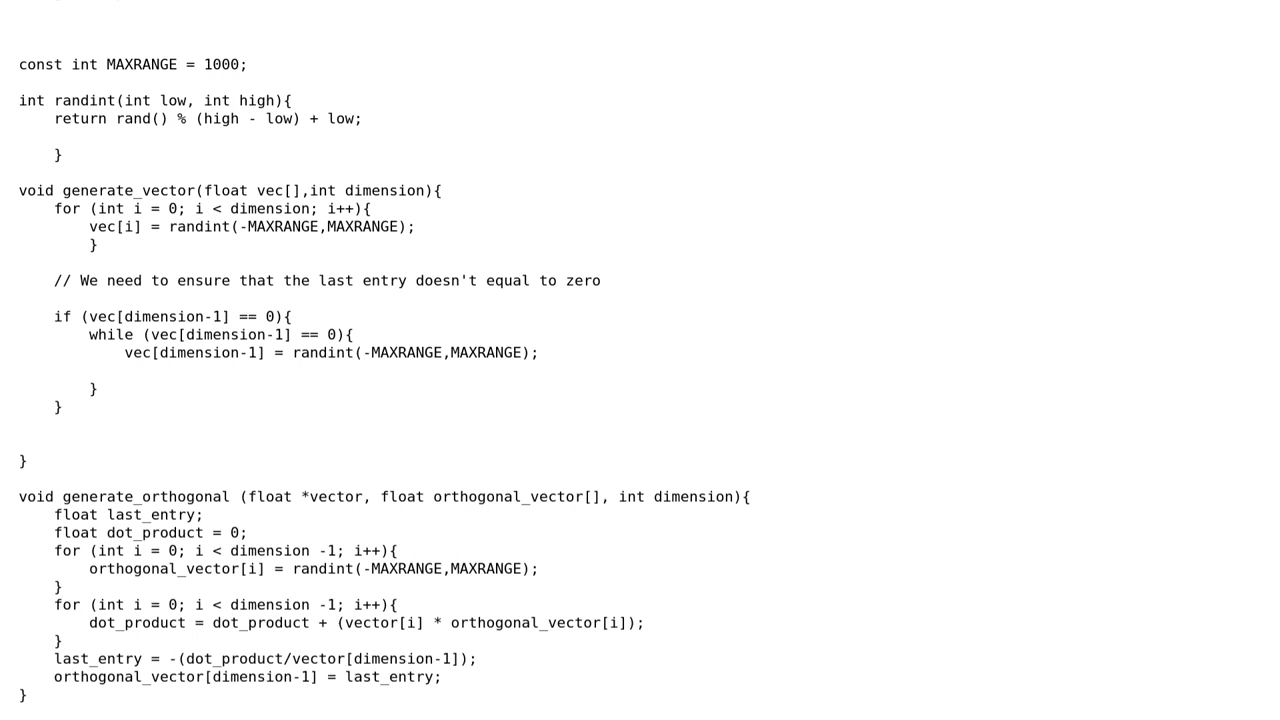 const int MAXRANGE = 1000;
int randint(int low, int high){
    return rand() % (high - low) + low;
    }
void generate_vector(float vec[],int dimension){
    for (int i = 0; i < dimension; i++){
        vec[i] = randint(-MAXRANGE,MAXRANGE);
        }
    // We need to ensure that the last entry doesn't equal to zero
    if (vec[dimension-1] == 0){
        while (vec[dimension-1] == 0){
            vec[dimension-1] = randint(-MAXRANGE,MAXRANGE);
        }
    }
}
void generate_orthogonal (float *vector, float orthogonal_vector[], int dimension){
    float last_entry;
    float dot_product = 0;
    for (int i = 0; i < dimension -1; i++){
        orthogonal_vector[i] = randint(-MAXRANGE,MAXRANGE);
    }
    for (int i = 0; i < dimension -1; i++){
        dot_product = dot_product + (vector[i] * orthogonal_vector[i]);
    }
    last_entry = -(dot_product/vector[dimension-1]);
    orthogonal_vector[dimension-1] = last_entry;
}